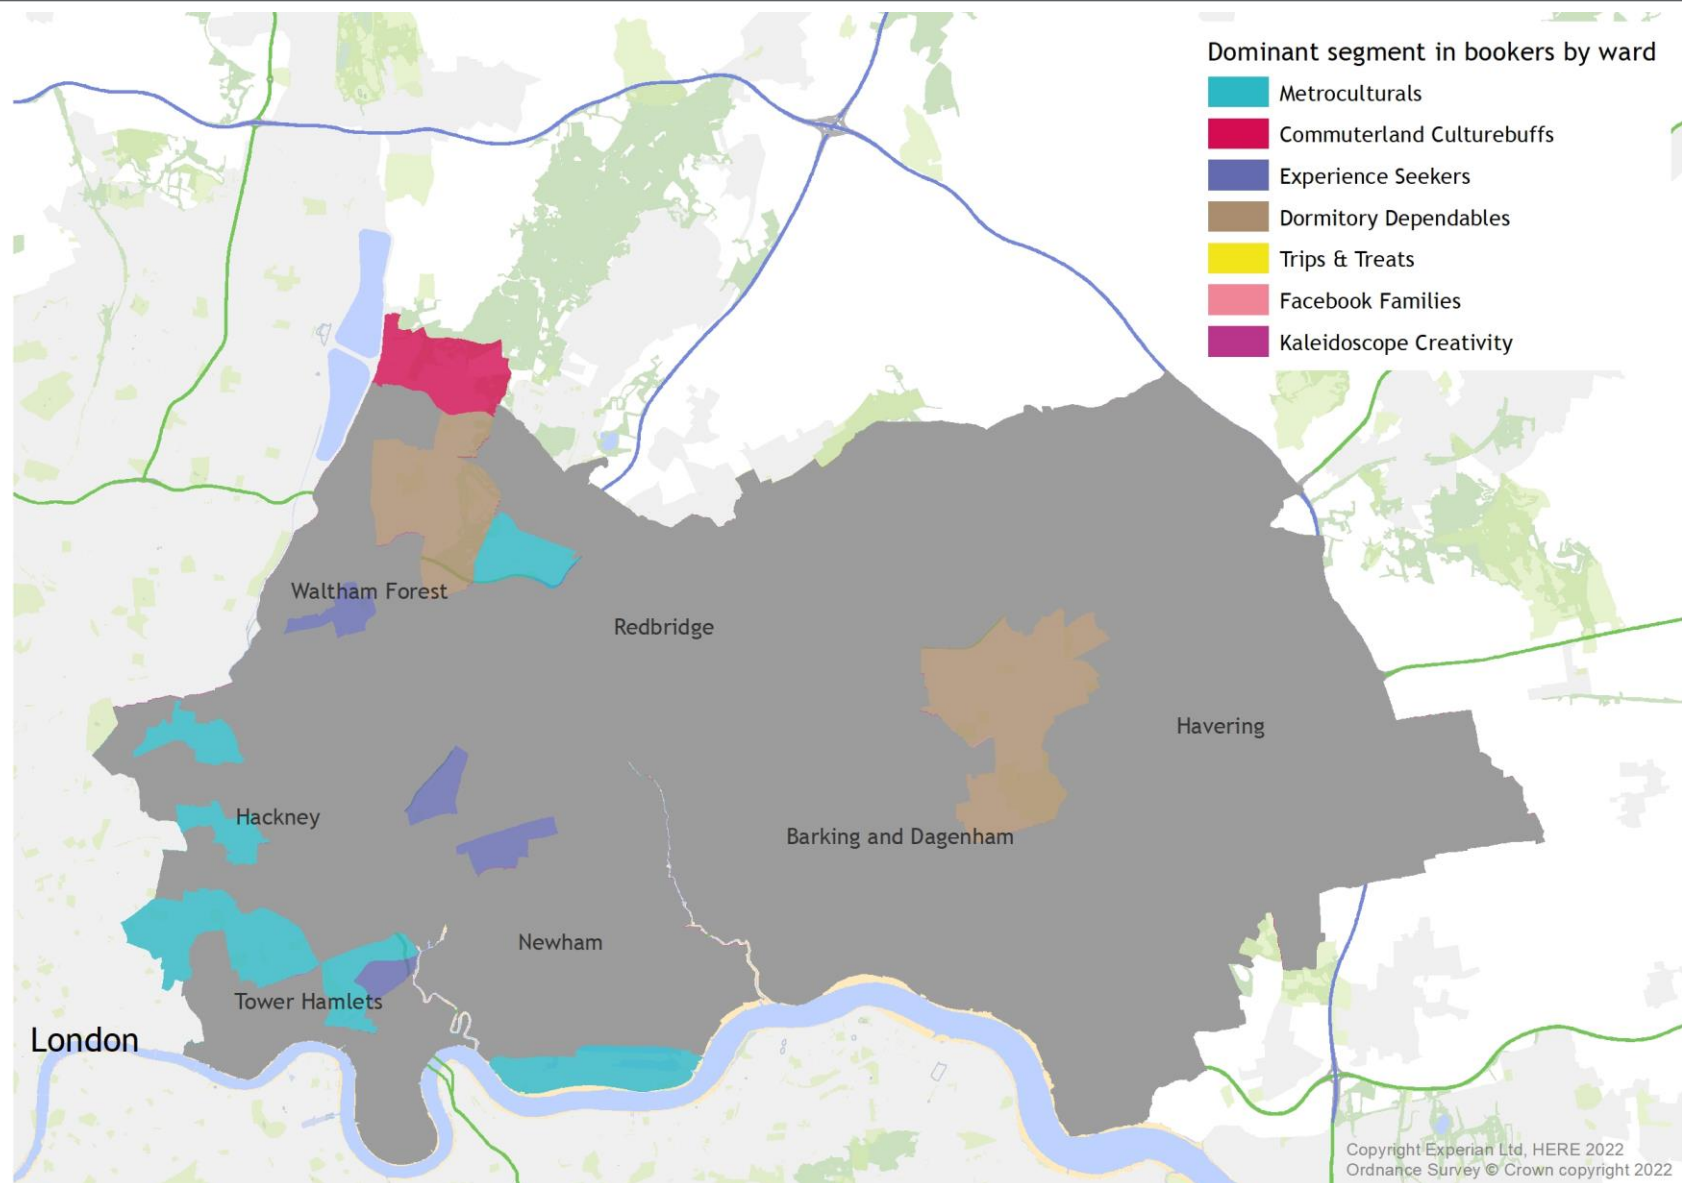 Dominant segment in bookers by ward
Metroculturals
Commuterland Culturebuffs
Experience Seekers
Dormitory Dependables
Trips & Treats
Facebook Families
Kaleidoscope Creativity
Waltham Forest
Redbridge
Havering
Hackney
Barking and Dagenham
Newham
Tower Hamlets
London
Copyright Experian Ltd, HERE 2022
Ordnance Survey © Crown copyright 2022